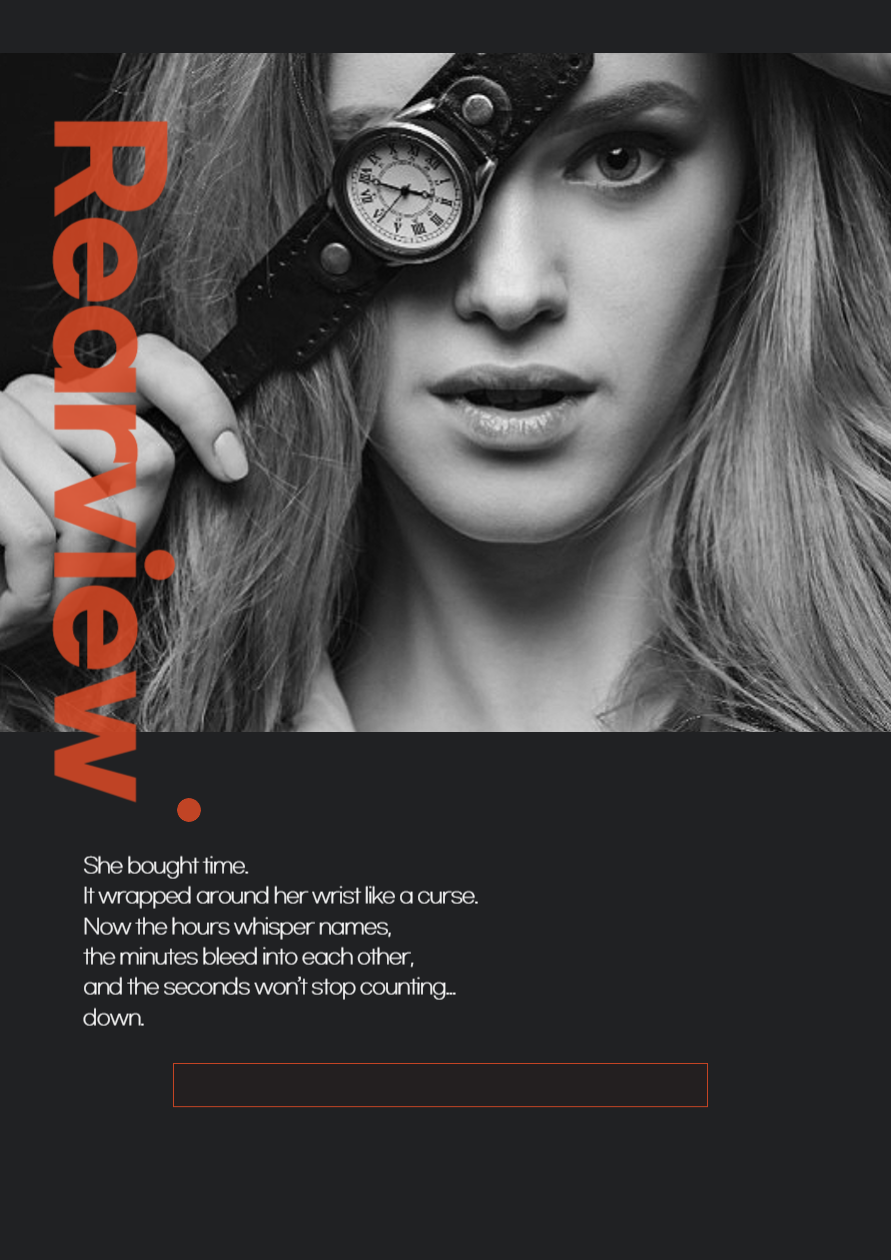 Rearview
She bought time.
It wrapped around her wrist like a curse.
Now the hours whisper names,
the minutes bleed into each other,
and the seconds won't stop counting...
down.